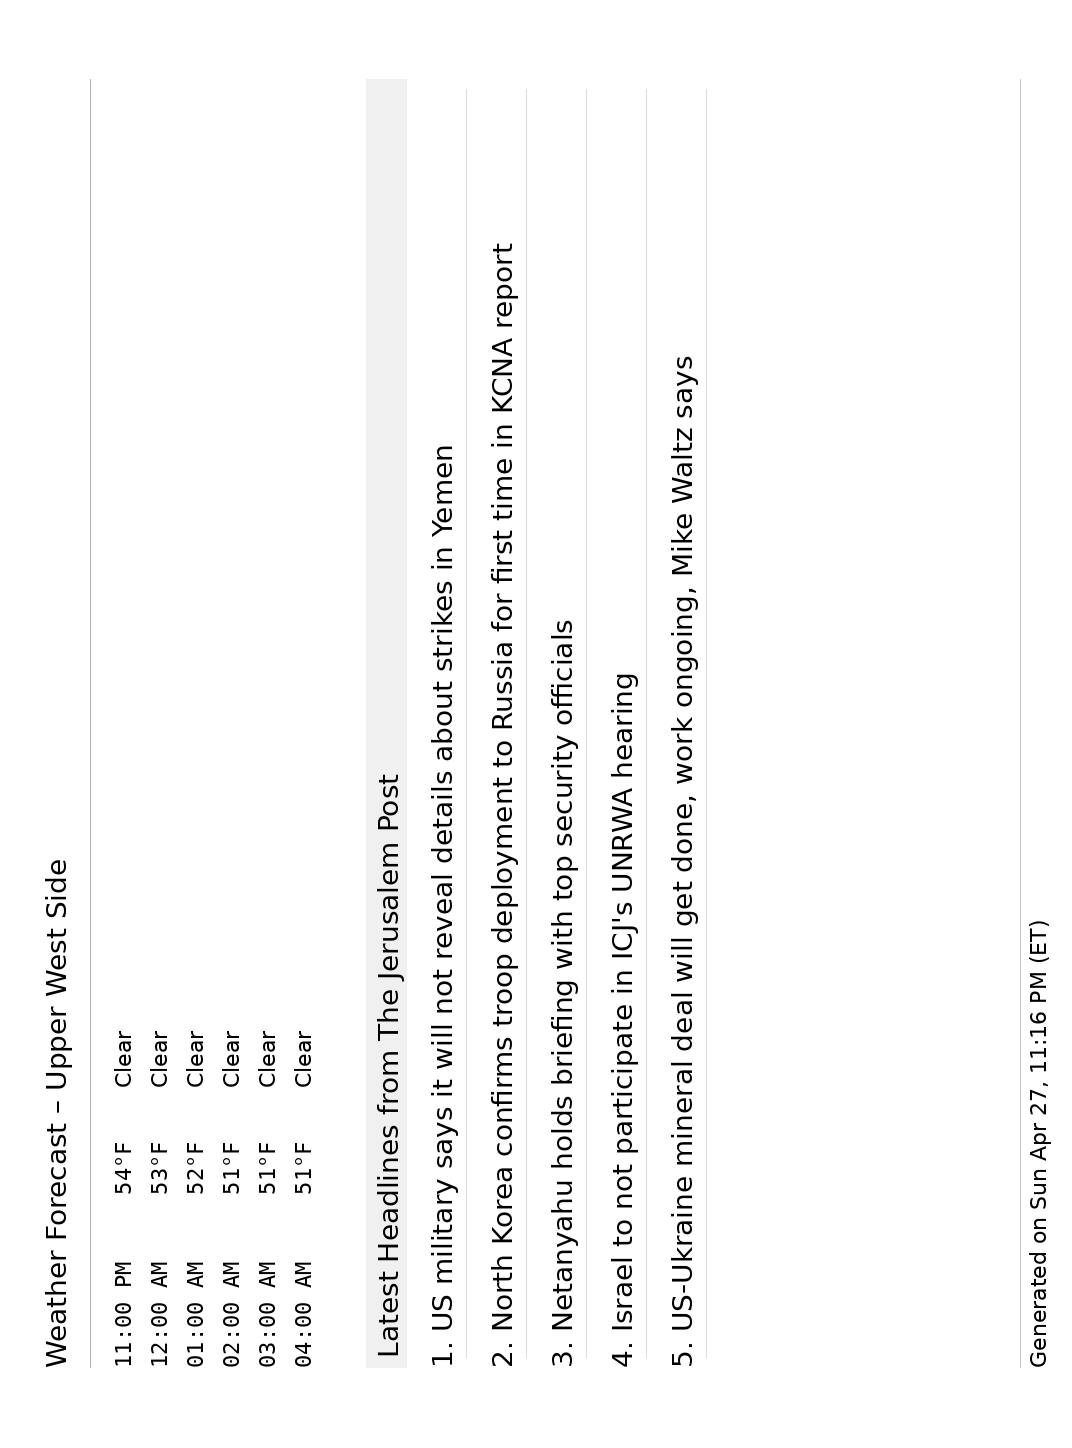 Weather Forecast – Upper West Side
11:00 PM 54°F Clear
12:00 AM 53°F Clear
01:00 AM 52°F Clear
02:00 AM 51°F Clear
03:00 AM 51°F Clear
04:00 AM 51°F Clear
Latest Headlines from The Jerusalem Post
1. US military says it will not reveal details about strikes in Yemen
2. North Korea confirms troop deployment to Russia for first time in KCNA report
3. Netanyahu holds briefing with top security officials
4. Israel to not participate in ICJ's UNRWA hearing
5. US-Ukraine mineral deal will get done, work ongoing, Mike Waltz says
Generated on Sun Apr 27, 11:16 PM (ET)